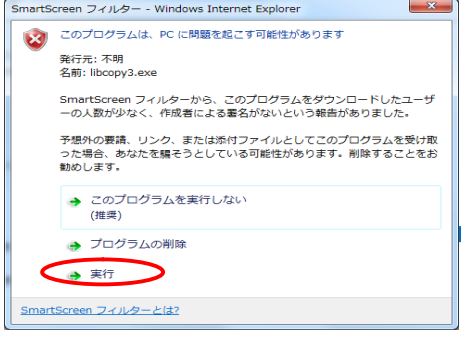 SmartScreen フィルター - Windows Internet Explorer
このプログラムは、PC に問題を起こす可能性があります
発行元: 不明
名前: libcopy3.exe
SmartScreen フィルターから、このプログラムをダウンロードしたユーザ
ーの人数が少なく、作成者による署名がないという報告がありました。
予想外の要請、リンク、または添付ファイルとしてこのプログラムを受け取
った場合、あなたを騙そうとしている可能性があります。削除することをお
勧めします。
このプログラムを実行しない
(推奨)
プログラムの削除
実行
SmartScreen フィルターとは?